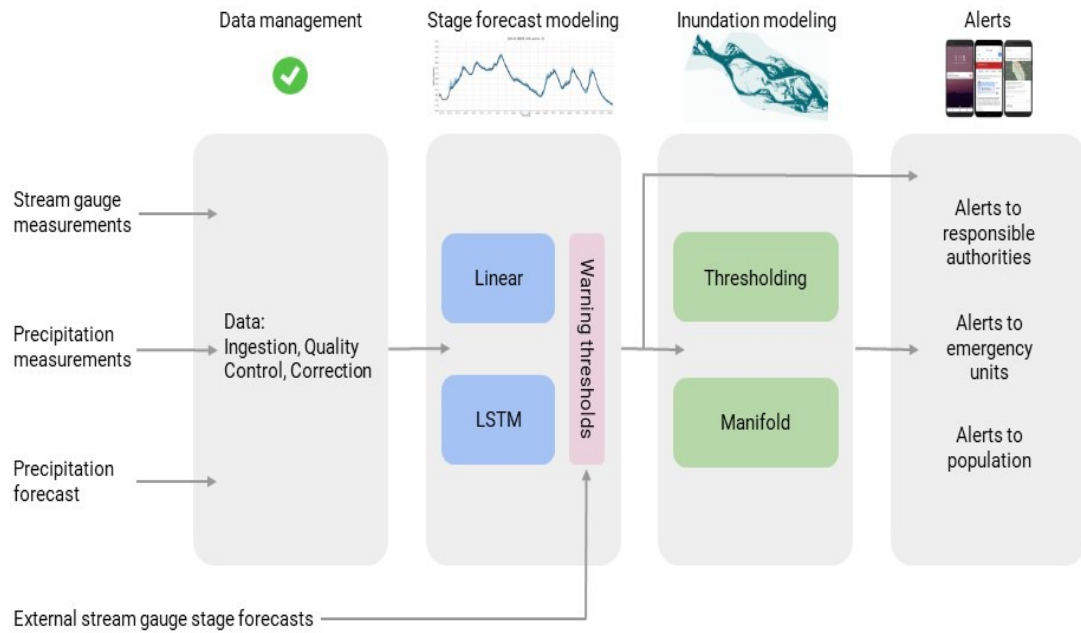 Data management
Stage forecast modeling
Inundation modeling
Alerts
Stream gauge
measurements
Precipitation
measurements
Precipitation
forecast
External stream gauge stage forecasts
Data:
Ingestion, Quality
Control, Correction
Linear
LSTM
Warning thresholds
Thresholding
Manifold
Alerts to
responsible
authorities
Alerts to
emergency
units
Alerts to
population